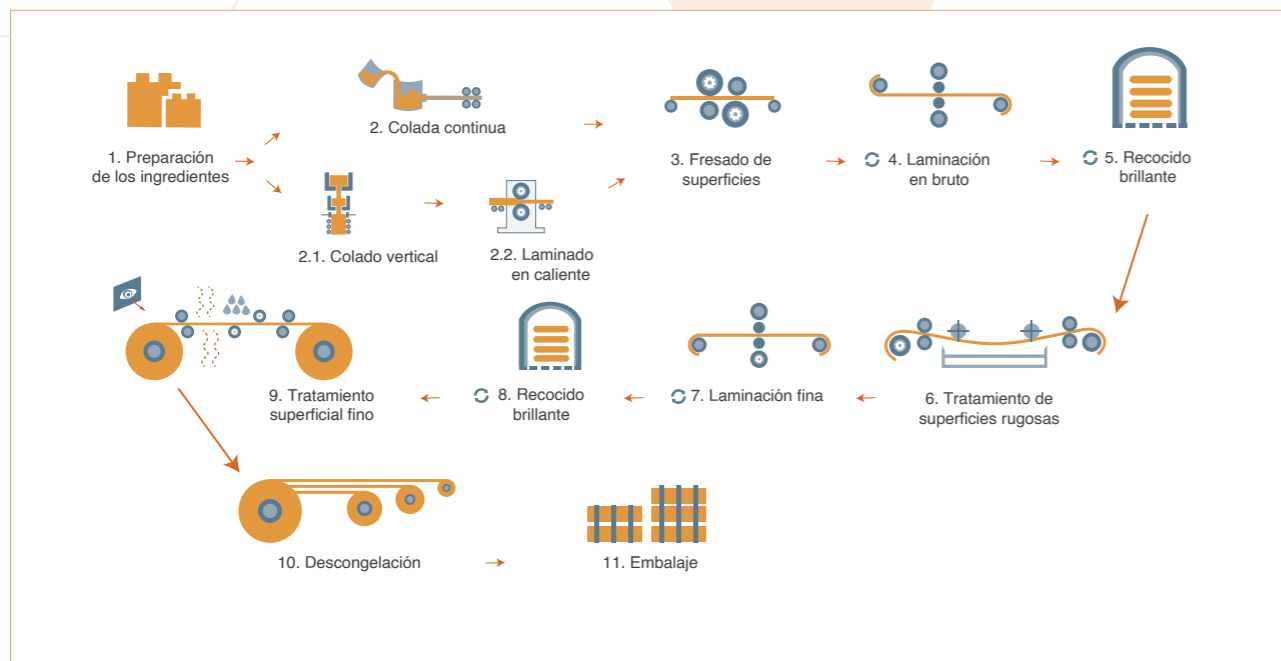 1. Preparación
de los ingredientes
2. Colada continua
2.1. Colado vertical
2.2. Laminado
en caliente
3. Fresado de
superficies
4. Laminación
en bruto
5. Recocido
brillante
6. Tratamiento de
superficies rugosas
7. Laminación fina
8. Recocido
brillante
9. Tratamiento
superficial fino
10. Descongelación
11. Embalaje